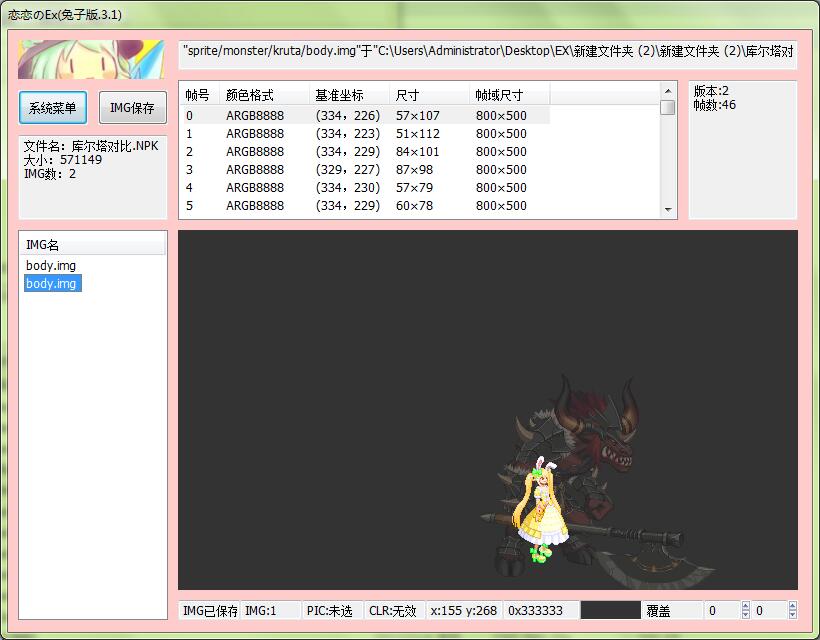 恋恋のEx(兔子版.3.1)
"sprite/monster/kruta/body.img"于"C:\Users\Administrator\Desktop\EX\新建文件夹 (2)\新建文件夹 (2)\库尔塔对
系统菜单 IMG保存
文件名：库尔塔对比.NPK
大小：571149
IMG数：2
帧号 颜色格式 基准坐标 尺寸 帧域尺寸
0 ARGB8888 (334，226) 57×107 800×500
1 ARGB8888 (334，223) 51×112 800×500
2 ARGB8888 (334，229) 84×101 800×500
3 ARGB8888 (329，227) 87×98 800×500
4 ARGB8888 (334，230) 57×79 800×500
5 ARGB8888 (334，229) 60×78 800×500
版本:2
帧数:46
IMG名
body.img
body.img
IMG已保存 IMG:1 PIC:未选 CLR:无效 x:155 y:268 0x333333 覆盖 0 0